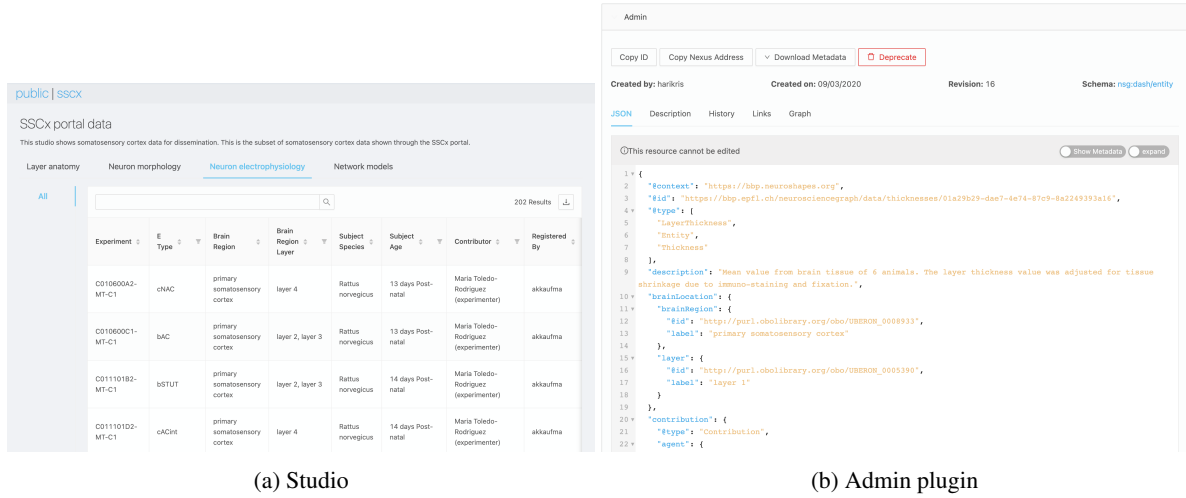 public | sscx
SSCx portal data
This studio shows somatosensory cortex data for dissemination. This is the subset of somatosensory cortex data shown through the SSCx portal.
Layer anatomy Neuron morphology Neuron electrophysiology Network models
All
202 Results
Experiment E Type Brain Region Brain Region Layer Subject Species Subject Age Contributor Registered By
C010600A2-MT-C1 cNAC primary somatosensory cortex layer 4 Rattus norvegicus 13 days Post-natal Maria Toledo-Rodriguez (experimenter) akkaufma
C010600C1-MT-C1 bAC primary somatosensory cortex layer 2, layer 3 Rattus norvegicus 13 days Post-natal Maria Toledo-Rodriguez (experimenter) akkaufma
C011101B2-MT-C1 bSTUT primary somatosensory cortex layer 2, layer 3 Rattus norvegicus 14 days Post-natal Maria Toledo-Rodriguez (experimenter) akkaufma
C011101D2-MT-C1 cACint primary somatosensory cortex layer 4 Rattus norvegicus 14 days Post-natal Maria Toledo-Rodriguez (experimenter) akkaufma
(a) Studio
Admin
Copy ID Copy Nexus Address Download Metadata Deprecate
Created by: harikris Created on: 09/03/2020 Revision: 16 Schema: nsg:dash/entity
JSON Description History Links Graph
This resource cannot be edited Show Metadata expand
1 {
2 "@context": "https://bbp.neuroshapes.org",
3 "@id": "https://bbp.epfl.ch/neurosciencegraph/data/thicknesses/01a29b29-dae7-4e74-87c9-8a2249393a16",
4 "@type": [
5 "LayerThickness",
6 "Entity",
7 "Thickness"
8 ],
9 "description": "Mean value from brain tissue of 6 animals. The layer thickness value was adjusted for tissue
shrinkage due to immuno-staining and fixation.",
10 "brainLocation": {
11 "brainRegion": {
12 "@id": "http://purl.obolibrary.org/obo/UBERON_0008933",
13 "label": "primary somatosensory cortex"
14 },
15 "layer": {
16 "@id": "http://purl.obolibrary.org/obo/UBERON_0005390",
17 "label": "layer 1"
18 }
19 },
20 "contribution": {
21 "@type": "Contribution",
22 "agent": {
(b) Admin plugin